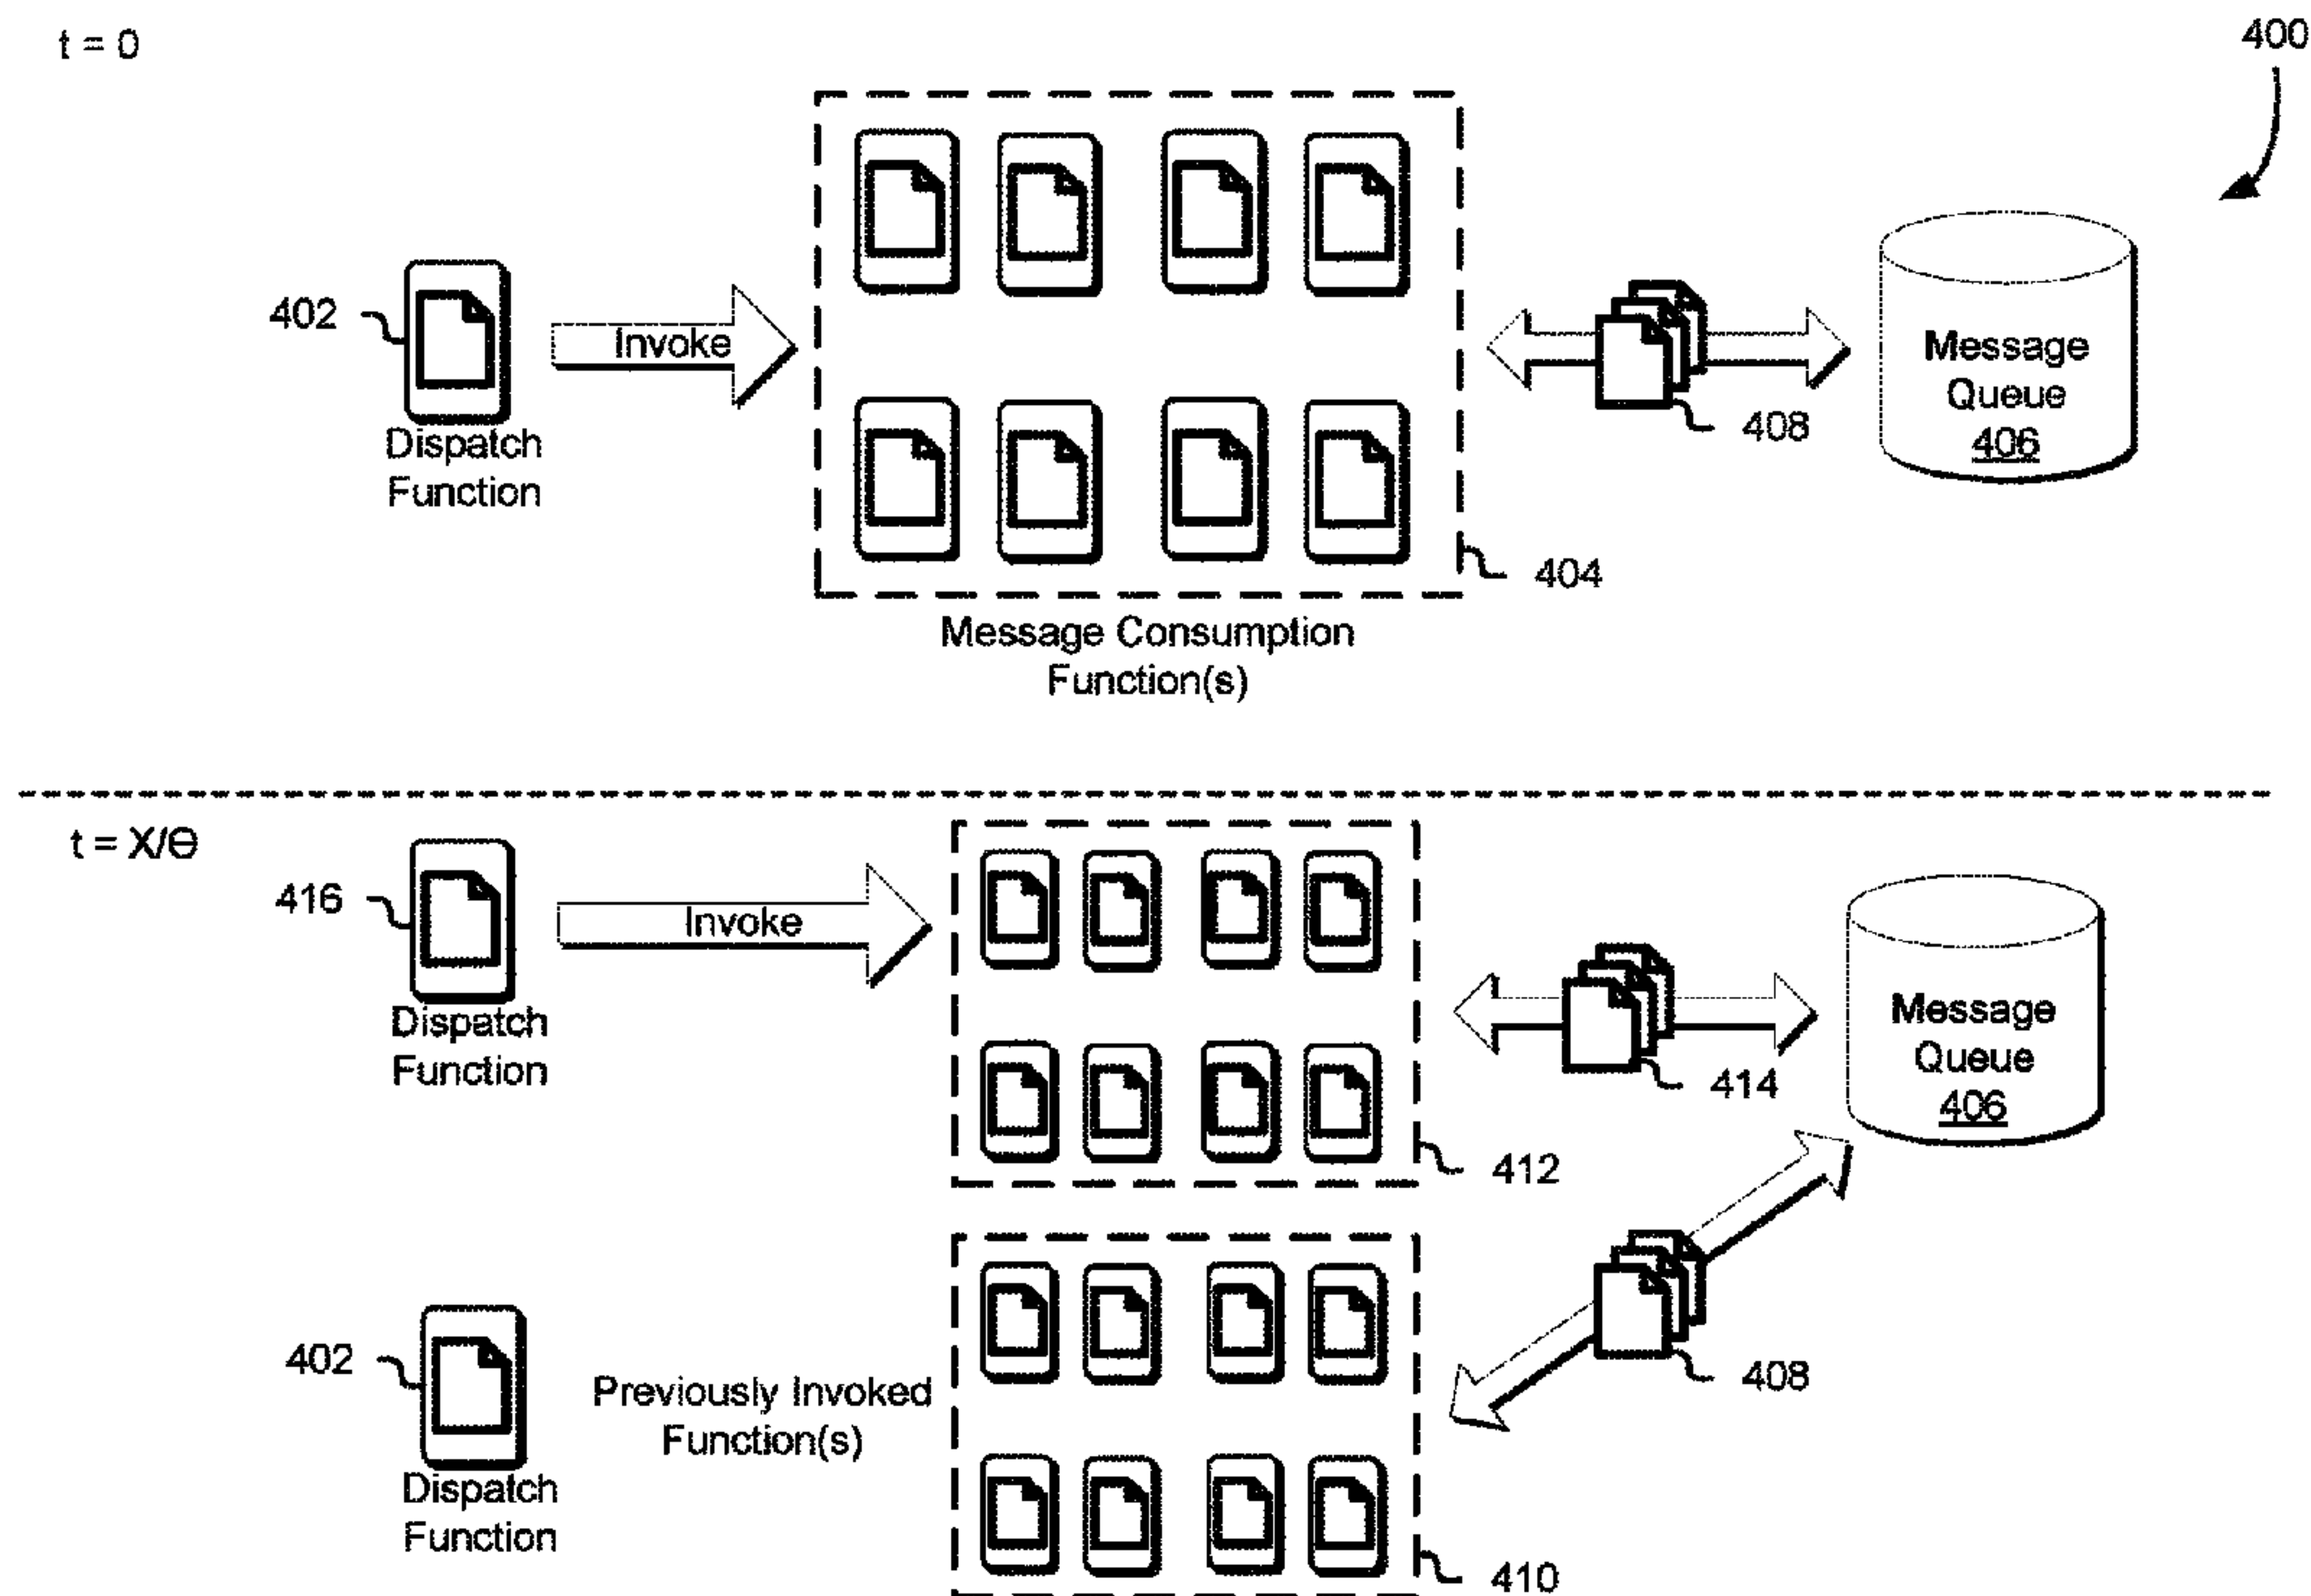 t = 0
400
402
Invoke
Dispatch
Function
Message
Queue
406
408
404
Message Consumption
Function(s)
t = X/Θ
416
Invoke
Dispatch
Function
Message
Queue
406
414
412
402
Previously Invoked
Function(s)
408
Dispatch
Function
410